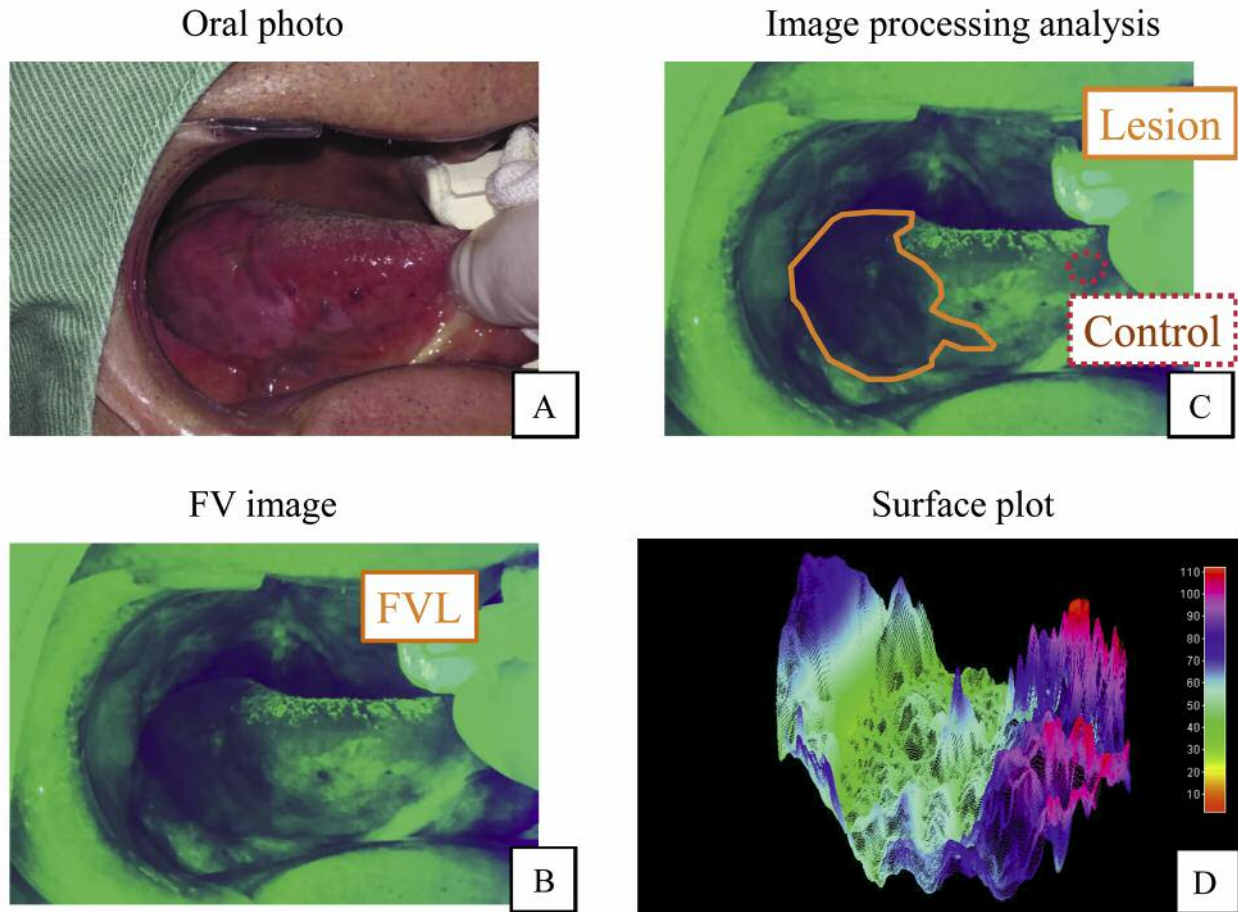 Oral photo
Image processing analysis
Lesion
Control
A
C
FV image
Surface plot
FVL
110
100
90
80
70
60
50
40
30
20
10
B
D